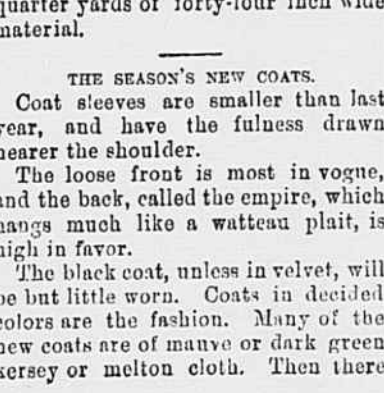 quarter yards of forty-four inch wide
material.
THE SEASON'S NEW COATS.
Coat sleeves are smaller than last
year, and have the fulness drawn
nearer the shoulder.
The loose front is most in vogue,
and the back, called the empire, which
hangs much like a watteau plait, is
high in favor.
The black coat, unless in velvet, will
be but little worn. Coats in decided
colors are the fashion. Many of the
new coats are of mauve or dark green
kersey or melton cloth. Then there